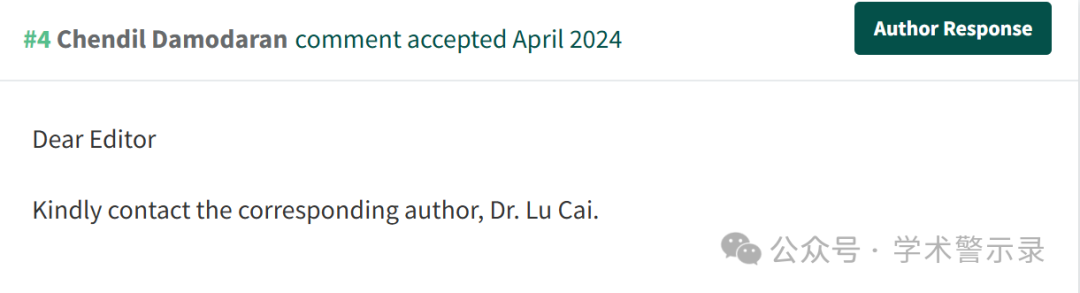 #4 Chendil Damodaran comment accepted April 2024
Author Response
Dear Editor
Kindly contact the corresponding author, Dr. Lu Cai.
公众号 · 学术警示录